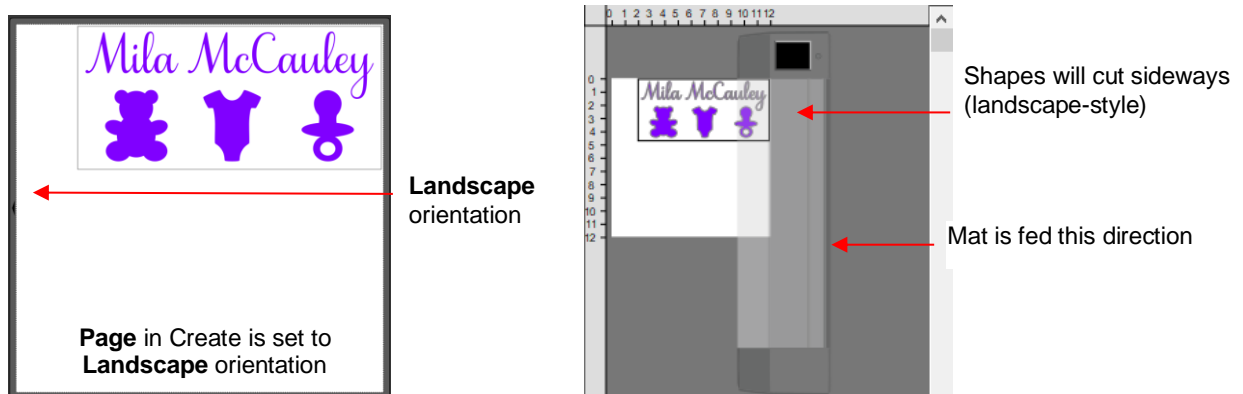 Mila McCauley
Landscape
orientation
Page in Create is set to
Landscape orientation
0 1 2 3 4 5 6 7 8 9 10 11 12
0
1
2
3
4
5
6
7
8
9
10
11
12
Mila McCauley
Shapes will cut sideways
(landscape-style)
Mat is fed this direction